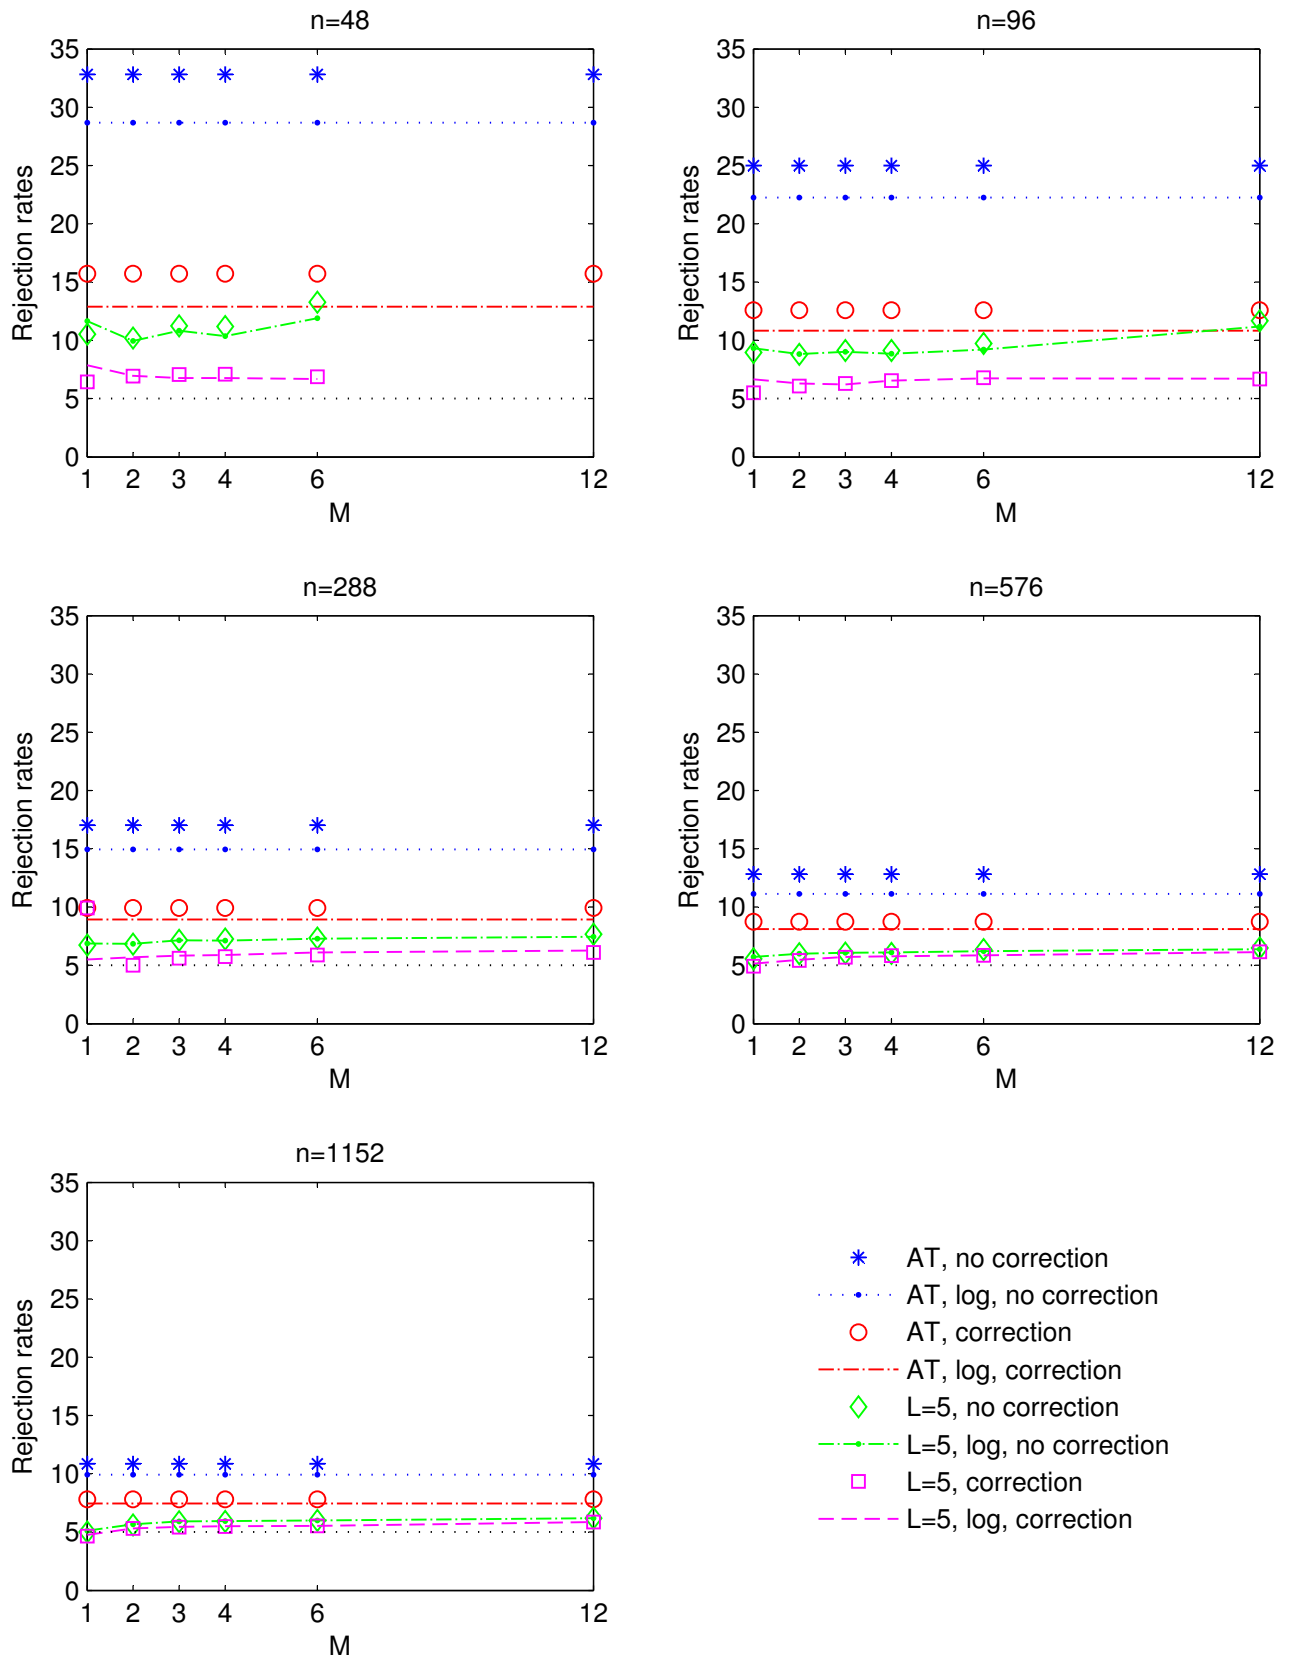 n=48
35
30
25
20
15
10
5
0
Rejection rates
1 2 3 4 6 12
M
n=96
35
30
25
20
15
10
5
0
Rejection rates
1 2 3 4 6 12
M
n=288
35
30
25
20
15
10
5
0
Rejection rates
1 2 3 4 6 12
M
n=576
35
30
25
20
15
10
5
0
Rejection rates
1 2 3 4 6 12
M
n=1152
35
30
25
20
15
10
5
0
Rejection rates
1 2 3 4 6 12
M
AT, no correction
AT, log, no correction
AT, correction
AT, log, correction
L=5, no correction
L=5, log, no correction
L=5, correction
L=5, log, correction